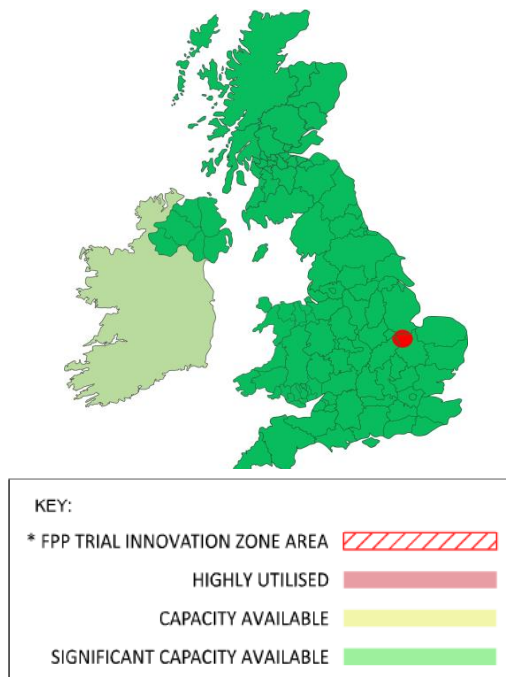 KEY:
* FPP TRIAL INNOVATION ZONE AREA
HIGHLY UTILISED
CAPACITY AVAILABLE
SIGNIFICANT CAPACITY AVAILABLE